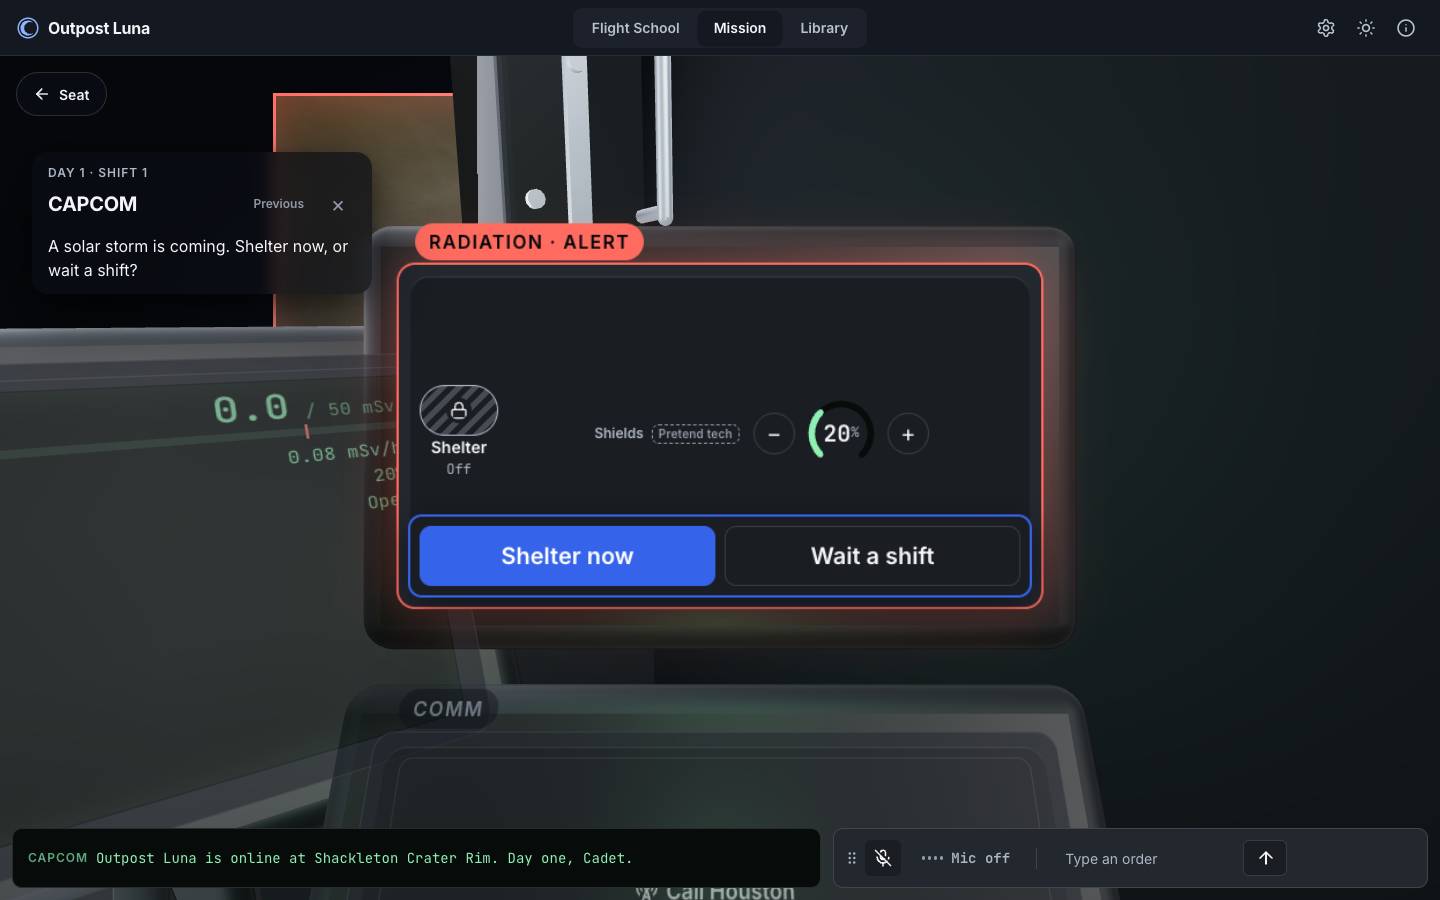 Outpost Luna
Flight School
Mission
Library
Seat
DAY 1 · SHIFT 1
CAPCOM
Previous
A solar storm is coming. Shelter now, or
wait a shift?
RADIATION · ALERT
0.0 / 50 mSv
0.08 mSv/h
20
Ope
Shelter
Off
Shields
Pretend tech
20%
Shelter now
Wait a shift
COMM
CAPCOM Outpost Luna is online at Shackleton Crater Rim. Day one, Cadet.
Mic off
Type an order
Call Houston